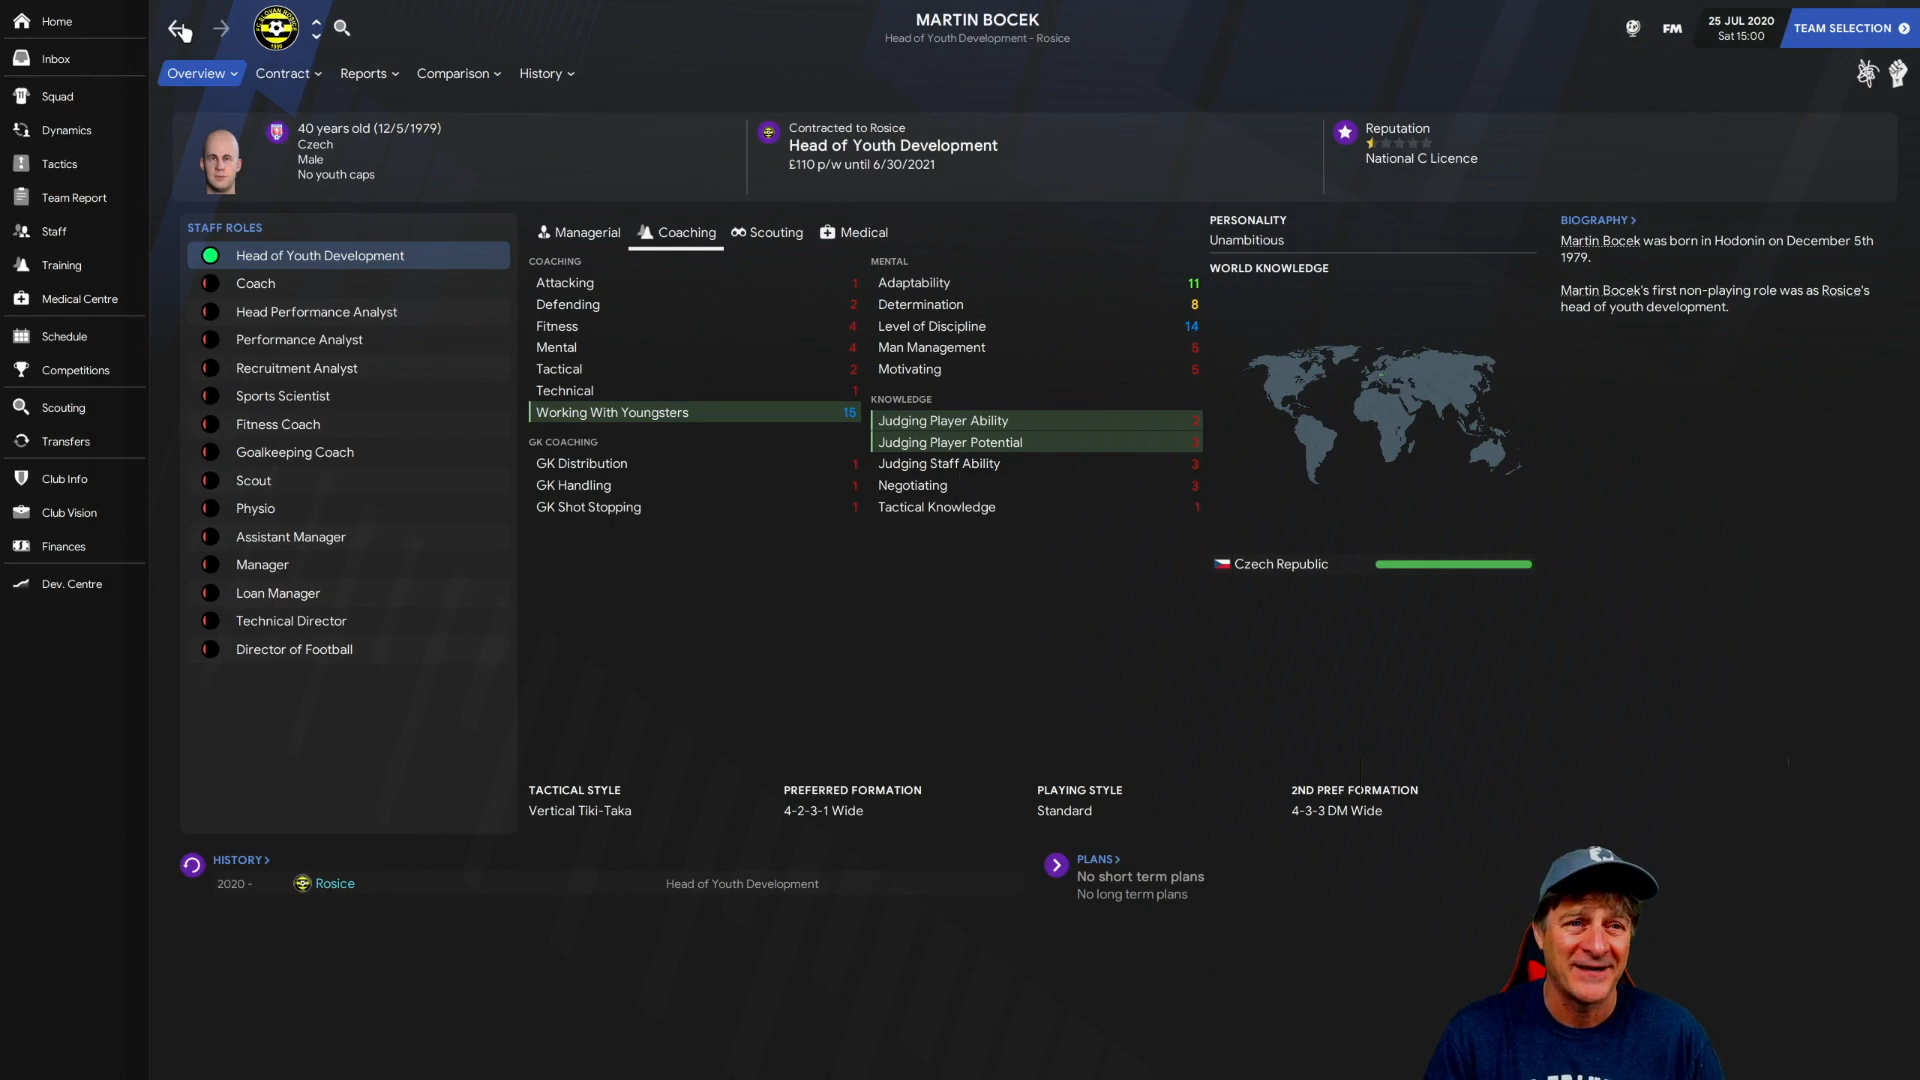 Home
Inbox
Squad
Dynamics
Tactics
Team Report
Staff
Training
Medical Centre
Schedule
Competitions
Scouting
Transfers
Club Info
Club Vision
Finances
Dev. Centre
FC SLOVAN ROSICE
MARTIN BOCEK
Head of Youth Development - Rosice
FM
25 JUL 2020
Sat 15:00
TEAM SELECTION
Overview
Contract
Reports
Comparison
History
40 years old (12/5/1979)
Czech
Male
No youth caps
Contracted to Rosice
Head of Youth Development
£110 p/w until 6/30/2021
Reputation
National C Licence
STAFF ROLES
Head of Youth Development
Coach
Head Performance Analyst
Performance Analyst
Recruitment Analyst
Sports Scientist
Fitness Coach
Goalkeeping Coach
Scout
Physio
Assistant Manager
Manager
Loan Manager
Technical Director
Director of Football
Managerial
Coaching
Scouting
Medical
COACHING
Attacking 1
Defending 2
Fitness 4
Mental 4
Tactical 2
Technical 1
Working With Youngsters 15
GK COACHING
GK Distribution 1
GK Handling 1
GK Shot Stopping 1
MENTAL
Adaptability 11
Determination 8
Level of Discipline 14
Man Management 5
Motivating 5
KNOWLEDGE
Judging Player Ability 2
Judging Player Potential
Judging Staff Ability 3
Negotiating 3
Tactical Knowledge 1
PERSONALITY
Unambitious
WORLD KNOWLEDGE
Czech Republic
BIOGRAPHY >
Martin Bocek was born in Hodonin on December 5th
1979.
Martin Bocek's first non-playing role was as Rosice's
head of youth development.
TACTICAL STYLE
Vertical Tiki-Taka
PREFERRED FORMATION
4-2-3-1 Wide
PLAYING STYLE
Standard
2ND PREF FORMATION
4-3-3 DM Wide
HISTORY >
2020 - Rosice Head of Youth Development
PLANS >
No short term plans
No long term plans